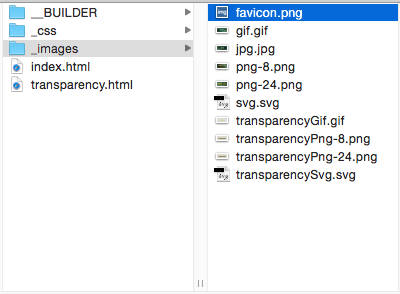 __BUILDER
_css
_images
index.html
transparency.html
favicon.png
gif.gif
jpg.jpg
png-8.png
png-24.png
svg.svg
transparencyGif.gif
transparencyPng-8.png
transparencyPng-24.png
transparencySvg.svg